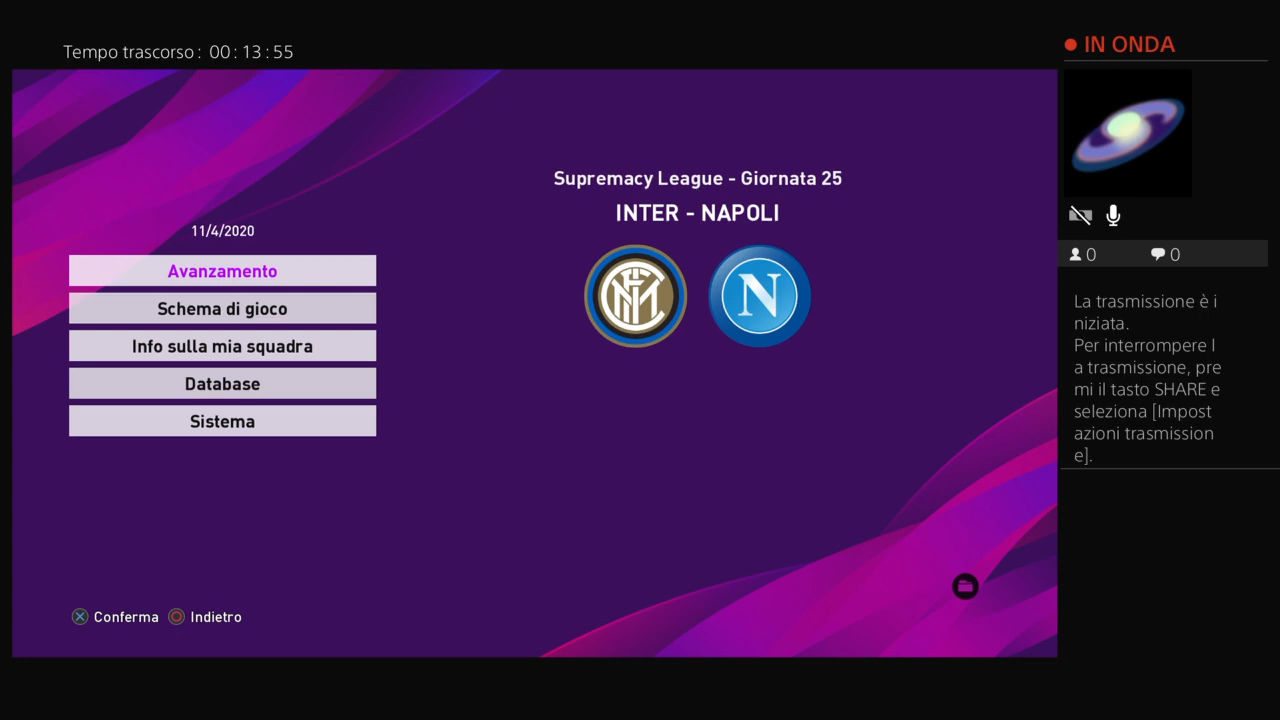 Tempo trascorso: 00:13:55
IN ONDA
Supremacy League - Giornata 25
INTER - NAPOLI
N
11/4/2020
Avanzamento
Schema di gioco
Info sulla mia squadra
Database
Sistema
Conferma
Indietro
0
0
La trasmissione è i
niziata.
Per interrompere l
a trasmissione, pre
mi il tasto SHARE e
seleziona [Impost
azioni trasmission
e].